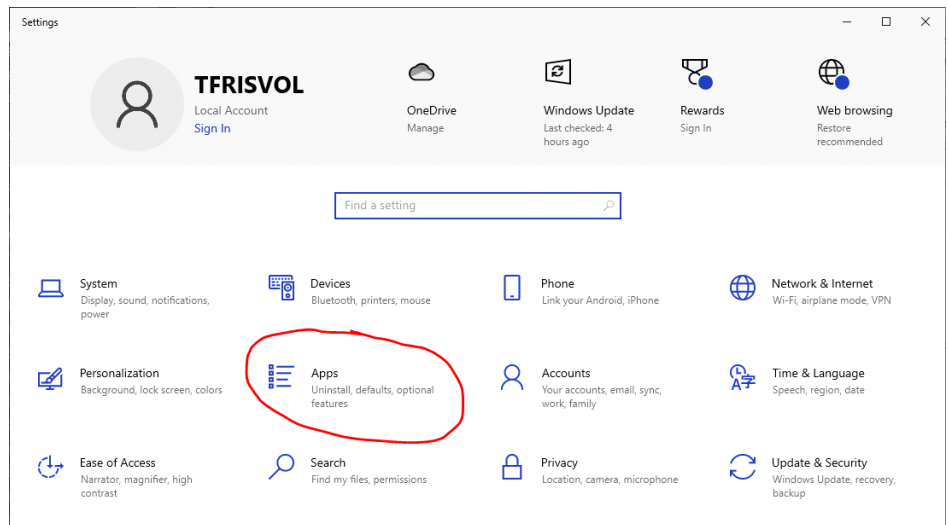 Settings
TFRISVOL
Local Account
Sign In
OneDrive
Manage
Windows Update
Last checked: 4
hours ago
Rewards
Sign In
Web browsing
Restore
recommended
Find a setting
System
Display, sound, notifications,
power
Devices
Bluetooth, printers, mouse
Phone
Link your Android, iPhone
Network & Internet
Wi-Fi, airplane mode, VPN
Personalization
Background, lock screen, colors
Apps
Uninstall, defaults, optional
features
Accounts
Your accounts, email, sync,
work, family
Time & Language
Speech, region, date
Ease of Access
Narrator, magnifier, high
contrast
Search
Find my files, permissions
Privacy
Location, camera, microphone
Update & Security
Windows Update, recovery,
backup